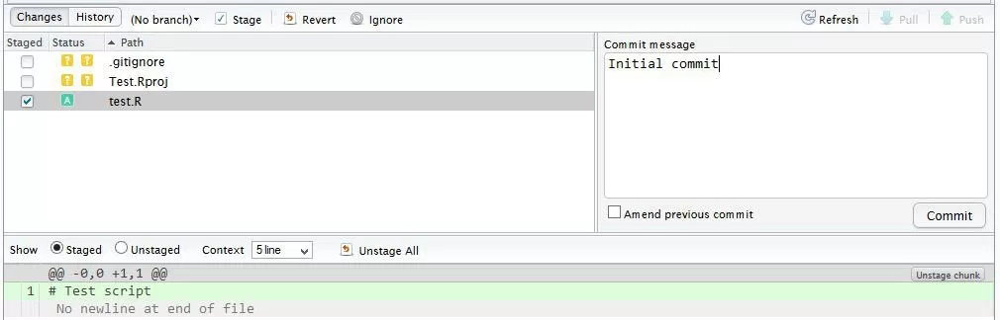 Changes History (No branch) Stage Revert Ignore Refresh Pull Push
Staged Status Path
? ? .gitignore
? ? Test.Rproj
A test.R
Commit message
Initial commit
Amend previous commit Commit
Show Staged Unstaged Context 5 line Unstage All
@@ -0,0 +1,1 @@ Unstage chunk
1 # Test script
No newline at end of file